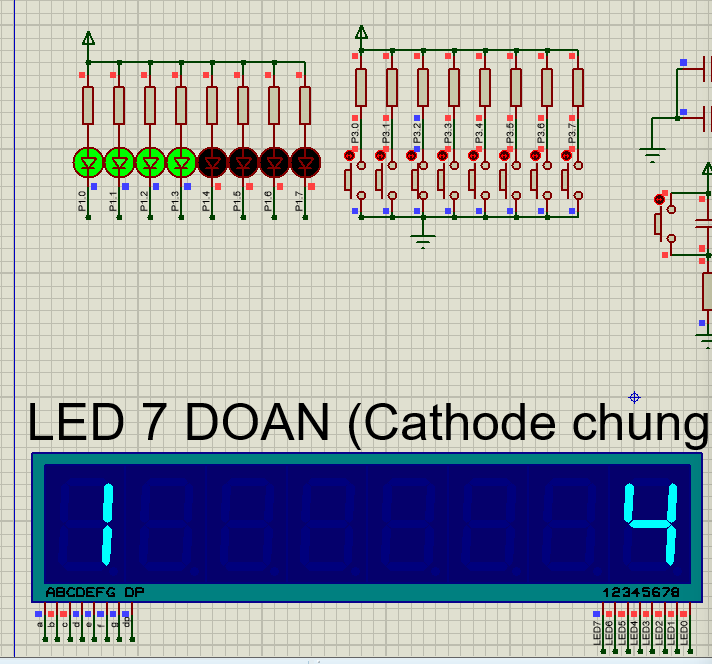 P1.0 P1.1 P1.2 P1.3 P1.4 P1.5 P1.6 P1.7
P3.0 P3.1 P3.2 P3.3 P3.4 P3.5 P3.6 P3.7
LED 7 DOAN (Cathode chung
1 4
ABCDEFG DP 12345678
a b c d e f g dp LED7 LED6 LED5 LED4 LED3 LED2 LED1 LED0